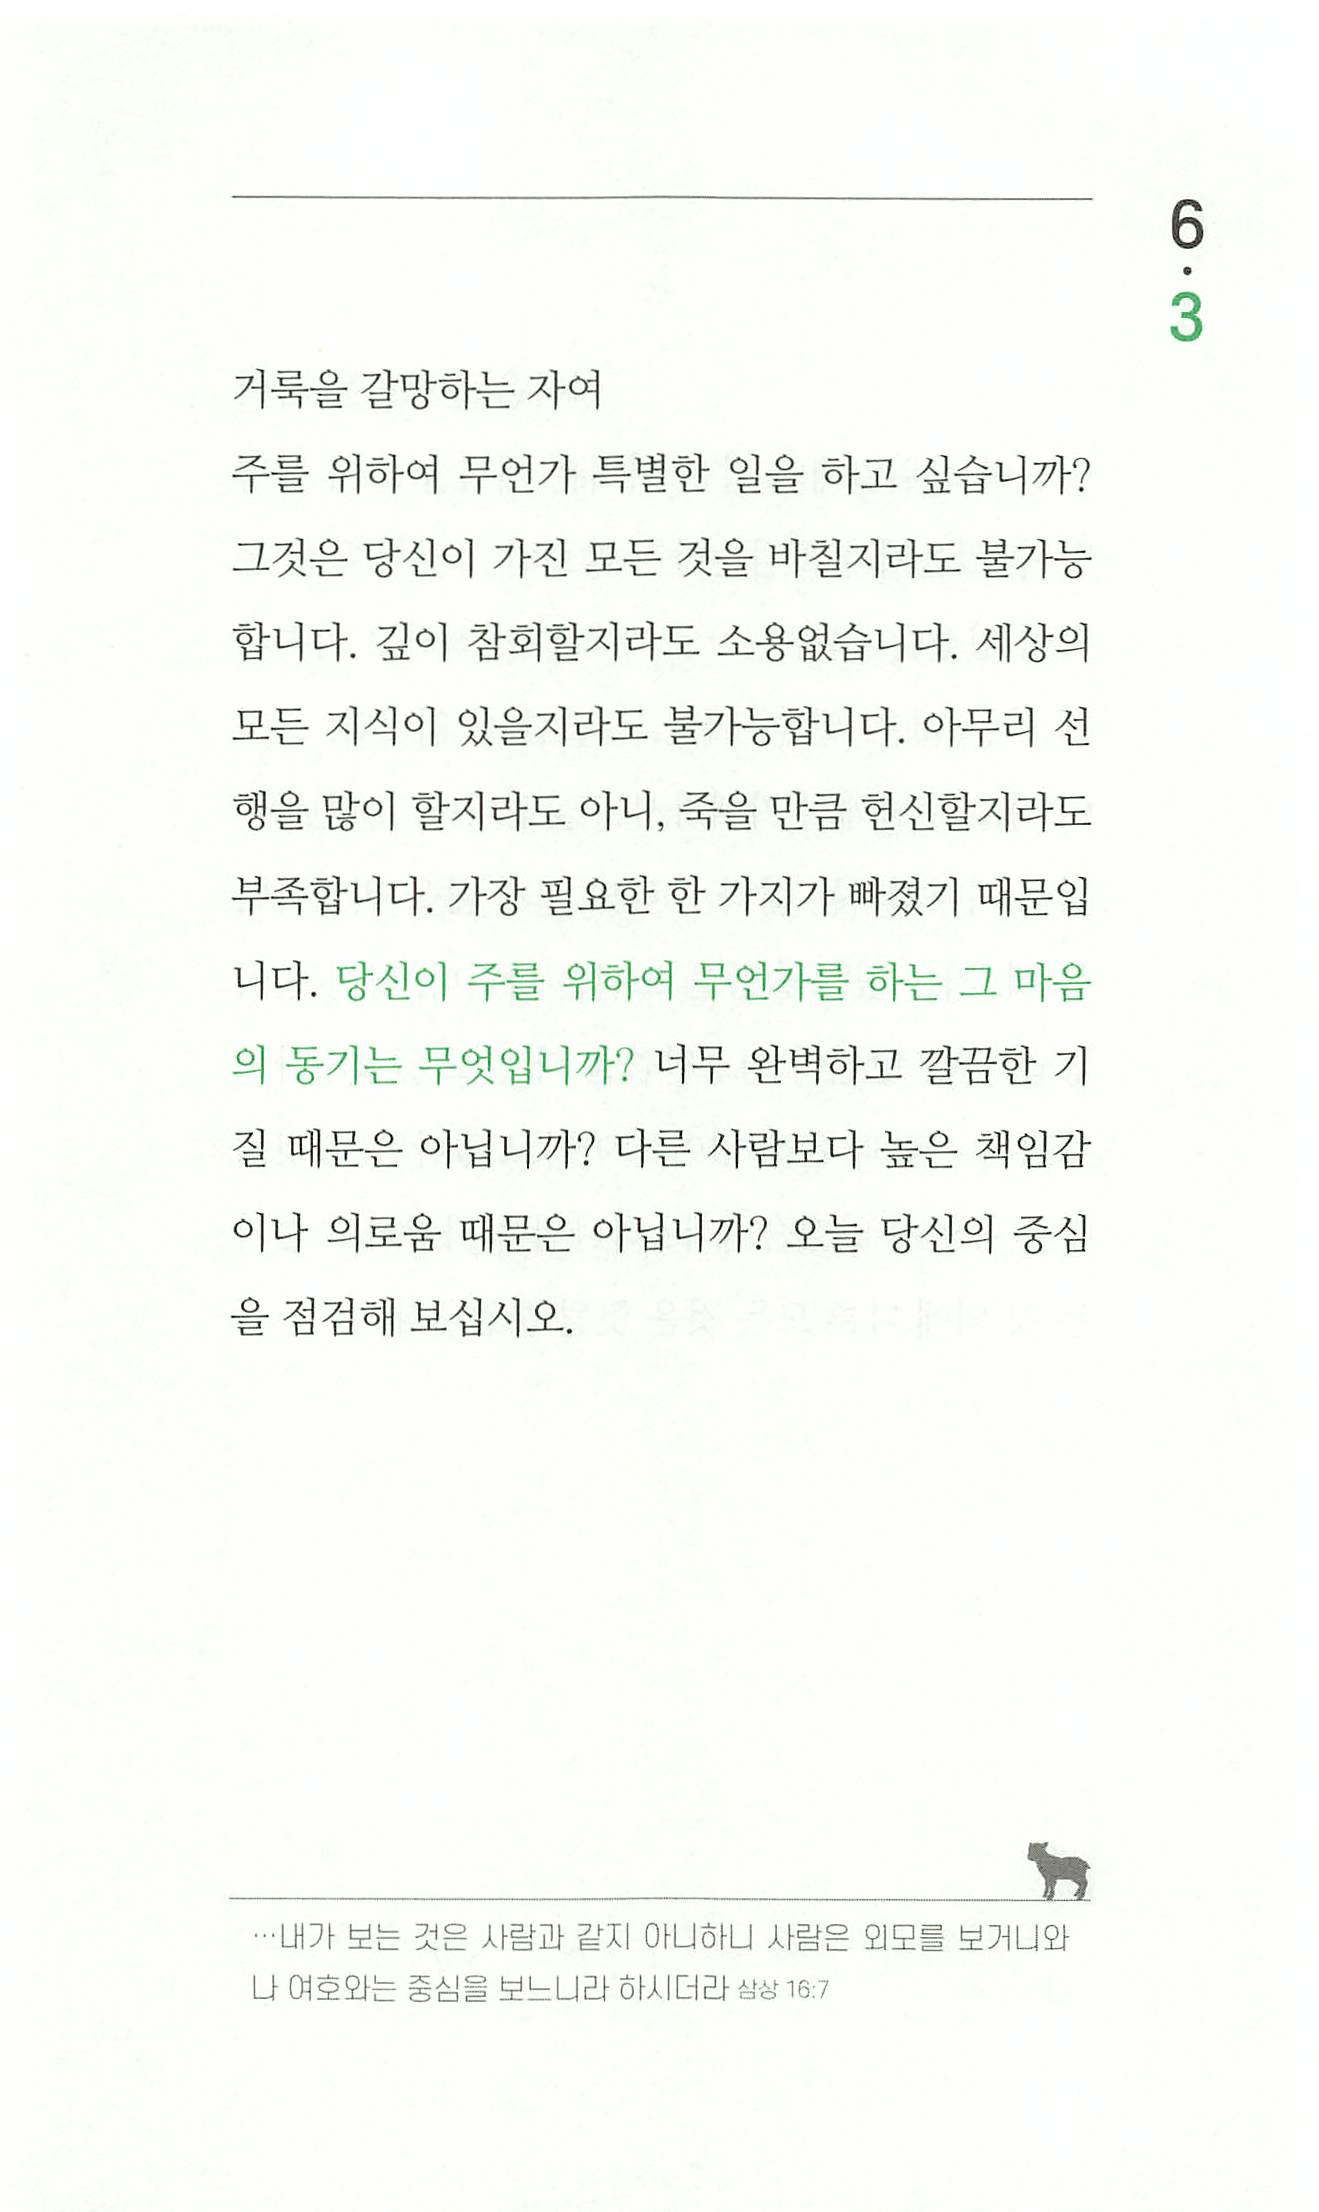 6
·
3
거룩을 갈망하는 자여
주를 위하여 무언가 특별한 일을 하고 싶습니까?
그것은 당신이 가진 모든 것을 바칠지라도 불가능
합니다. 깊이 참회할지라도 소용없습니다. 세상의
모든 지식이 있을지라도 불가능합니다. 아무리 선
행을 많이 할지라도 아니, 죽을 만큼 헌신할지라도
부족합니다. 가장 필요한 한 가지가 빠졌기 때문입
니다. 당신이 주를 위하여 무언가를 하는 그 마음
의 동기는 무엇입니까? 너무 완벽하고 깔끔한 기
질 때문은 아닙니까? 다른 사람보다 높은 책임감
이나 의로움 때문은 아닙니까? 오늘 당신의 중심
을 점검해 보십시오.
…내가 보는 것은 사람과 같지 아니하니 사람은 외모를 보거니와
나 여호와는 중심을 보느니라 하시더라 삼상 16:7